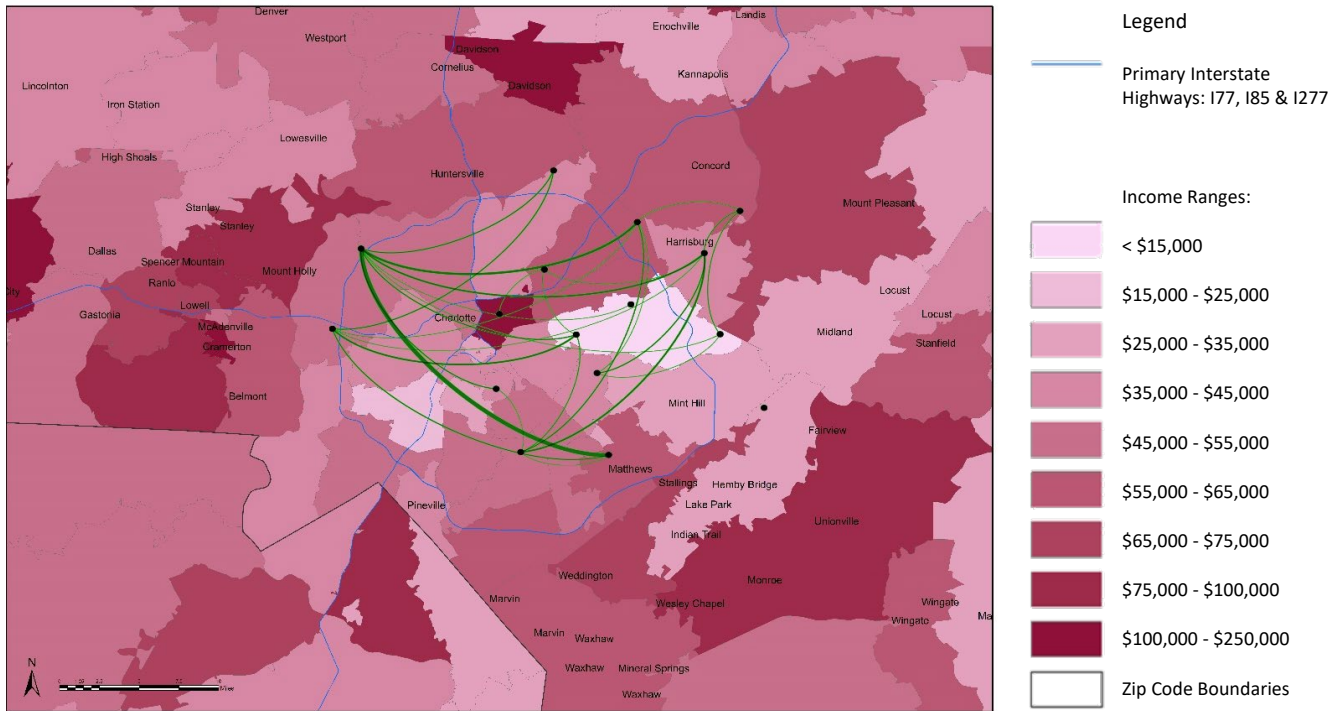 Denver
Landis
Enochville
Westport
Davidson
Cornelius
Kannapolis
Davidson
Lincolnton
Iron Station
Lowesville
High Shoals
Concord
Huntersville
Mount Pleasant
Stanley
Stanley
Harrisburg
Dallas
Spencer Mountain
Mount Holly
Ranlo
City
Locust
Lowell
Gastonia
Charlotte
Locust
McAdenville
Midland
Stanfield
Cramerton
Belmont
Mint Hill
Fairview
Matthews
Stallings
Hemby Bridge
Pineville
Lake Park
Unionville
Indian Trail
Weddington
Monroe
Marvin
Wesley Chapel
Wingate
Wingate
Ma
Marvin
Waxhaw
Waxhaw
Mineral Springs
Waxhaw
N
Legend
Primary Interstate
Highways: I77, I85 & I277
Income Ranges:
< $15,000
$15,000 - $25,000
$25,000 - $35,000
$35,000 - $45,000
$45,000 - $55,000
$55,000 - $65,000
$65,000 - $75,000
$75,000 - $100,000
$100,000 - $250,000
Zip Code Boundaries